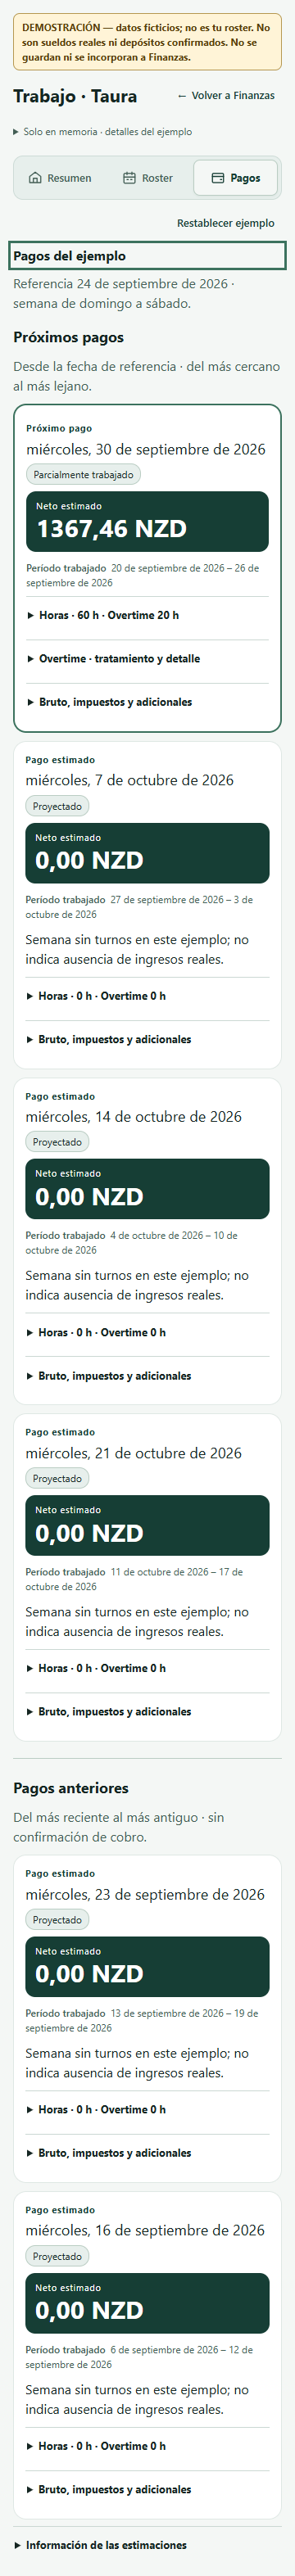 DEMOSTRACIÓN — datos ficticios; no es tu roster. No
son sueldos reales ni depósitos confirmados. No se
guardan ni se incorporan a Finanzas.
Trabajo · Taura
← Volver a Finanzas
▶ Solo en memoria · detalles del ejemplo
Resumen
Roster
Pagos
Restablecer ejemplo
Pagos del ejemplo
Referencia 24 de septiembre de 2026 ·
semana de domingo a sábado.
Próximos pagos
Desde la fecha de referencia · del más cercano
al más lejano.
Próximo pago
miércoles, 30 de septiembre de 2026
Parcialmente trabajado
Neto estimado
1367,46 NZD
Período trabajado 20 de septiembre de 2026 – 26 de
septiembre de 2026
▶ Horas · 60 h · Overtime 20 h
▶ Overtime · tratamiento y detalle
▶ Bruto, impuestos y adicionales
Pago estimado
miércoles, 7 de octubre de 2026
Proyectado
Neto estimado
0,00 NZD
Período trabajado 27 de septiembre de 2026 – 3 de
octubre de 2026
Semana sin turnos en este ejemplo; no
indica ausencia de ingresos reales.
▶ Horas · 0 h · Overtime 0 h
▶ Bruto, impuestos y adicionales
Pago estimado
miércoles, 14 de octubre de 2026
Proyectado
Neto estimado
0,00 NZD
Período trabajado 4 de octubre de 2026 – 10 de
octubre de 2026
Semana sin turnos en este ejemplo; no
indica ausencia de ingresos reales.
▶ Horas · 0 h · Overtime 0 h
▶ Bruto, impuestos y adicionales
Pago estimado
miércoles, 21 de octubre de 2026
Proyectado
Neto estimado
0,00 NZD
Período trabajado 11 de octubre de 2026 – 17 de
octubre de 2026
Semana sin turnos en este ejemplo; no
indica ausencia de ingresos reales.
▶ Horas · 0 h · Overtime 0 h
▶ Bruto, impuestos y adicionales
Pagos anteriores
Del más reciente al más antiguo · sin
confirmación de cobro.
Pago estimado
miércoles, 23 de septiembre de 2026
Proyectado
Neto estimado
0,00 NZD
Período trabajado 13 de septiembre de 2026 – 19 de
septiembre de 2026
Semana sin turnos en este ejemplo; no
indica ausencia de ingresos reales.
▶ Horas · 0 h · Overtime 0 h
▶ Bruto, impuestos y adicionales
Pago estimado
miércoles, 16 de septiembre de 2026
Proyectado
Neto estimado
0,00 NZD
Período trabajado 6 de septiembre de 2026 – 12 de
septiembre de 2026
Semana sin turnos en este ejemplo; no
indica ausencia de ingresos reales.
▶ Horas · 0 h · Overtime 0 h
▶ Bruto, impuestos y adicionales
▶ Información de las estimaciones